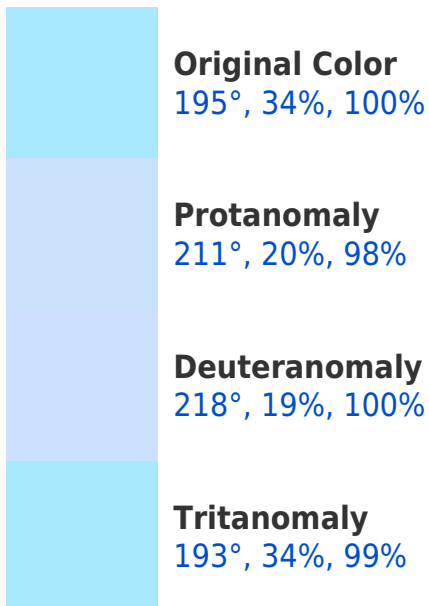 Original Color
195°, 34%, 100%
Protanomaly
211°, 20%, 98%
Deuteranomaly
218°, 19%, 100%
Tritanomaly
193°, 34%, 99%